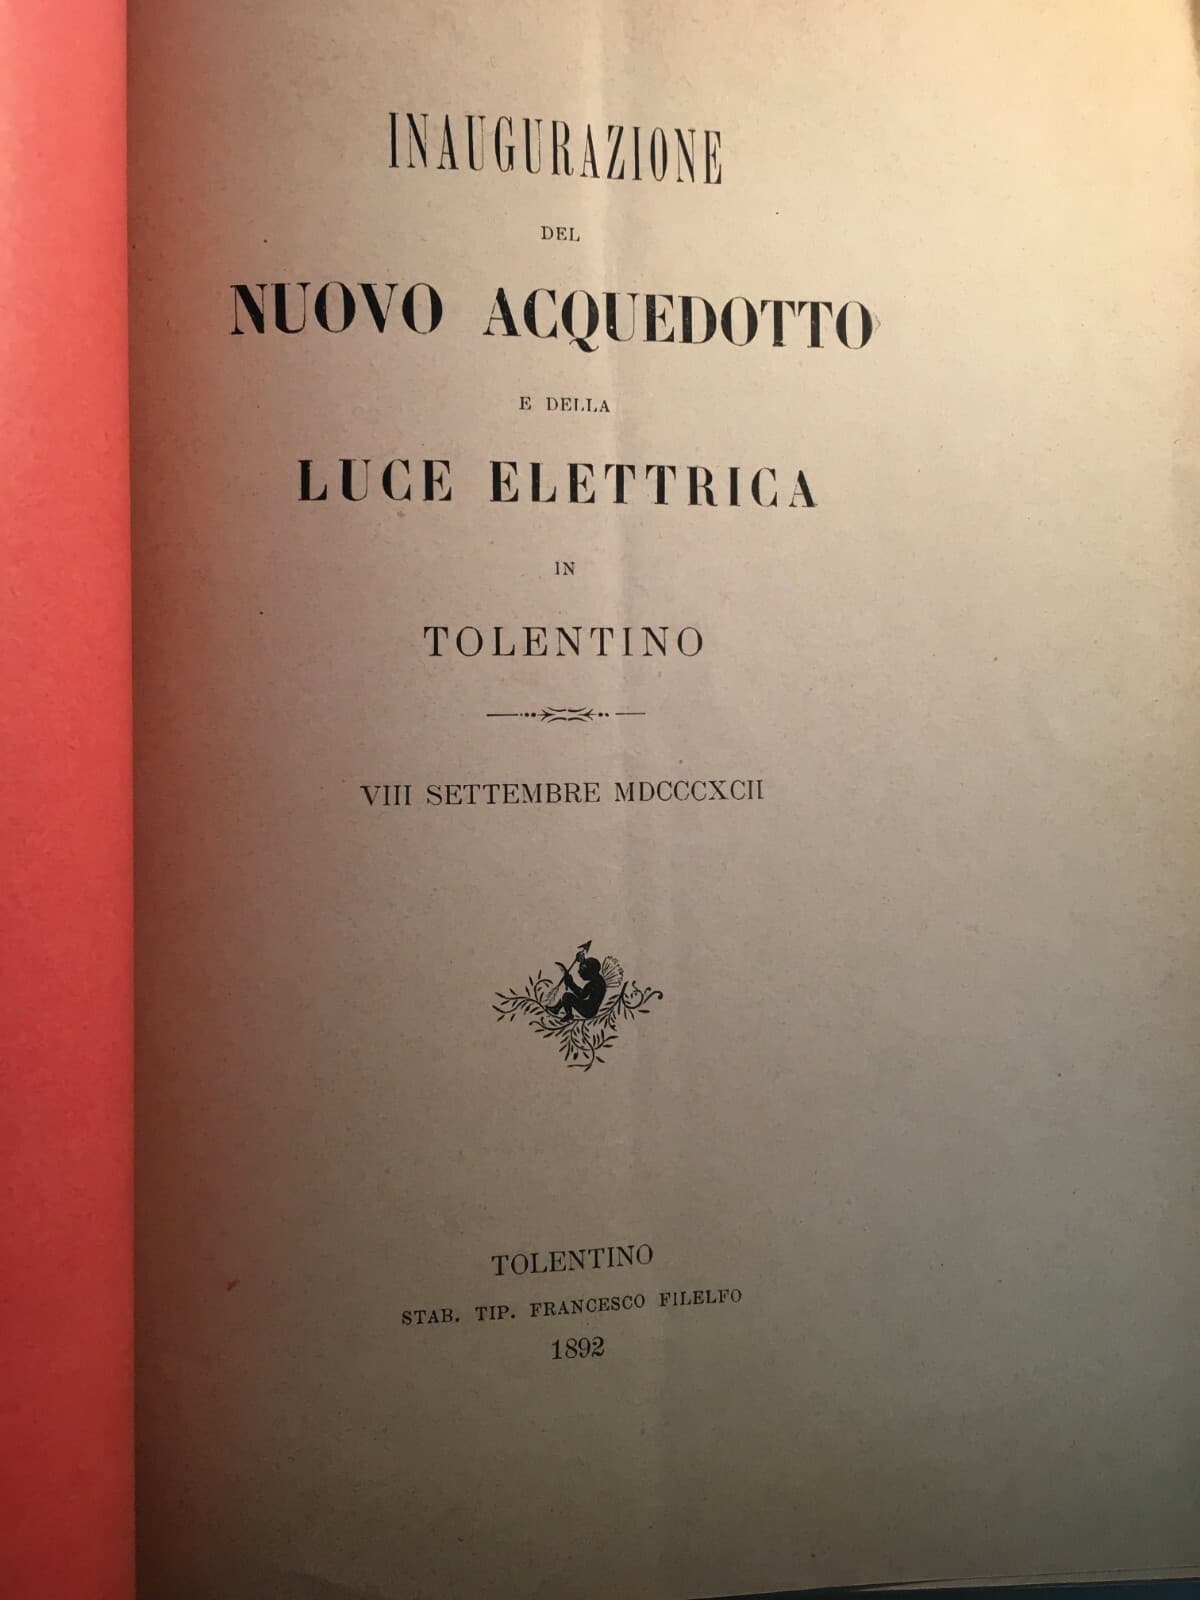 INAUGURAZIONE
DEL
NUOVO ACQUEDOTTO
E DELLA
LUCE ELETTRICA
IN
TOLENTINO
VIII SETTEMBRE MDCCCXCII
TOLENTINO
STAB. TIP. FRANCESCO FILELFO
1892